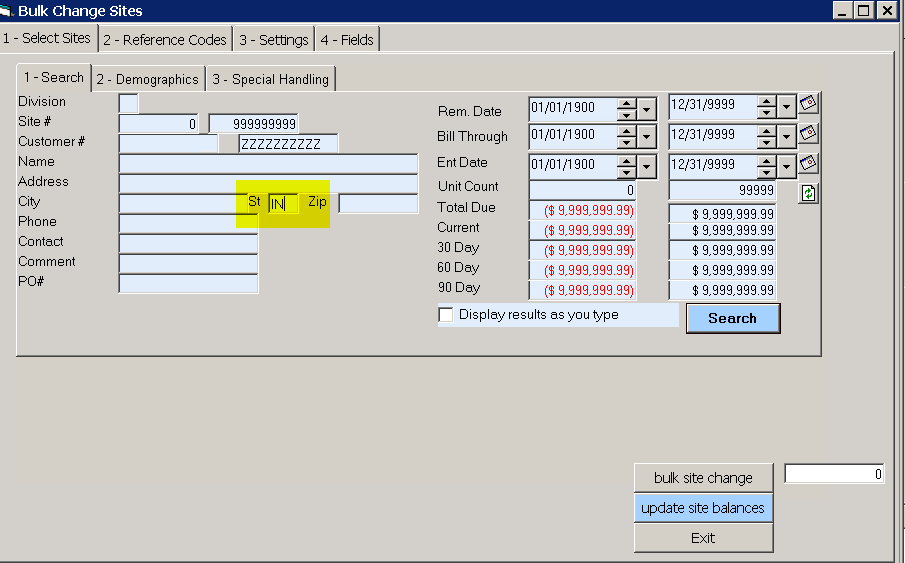 Bulk Change Sites
1 - Select Sites 2 - Reference Codes 3 - Settings 4 - Fields
1 - Search 2 - Demographics 3 - Special Handling
Division
Site # 0 999999999
Customer # ZZZZZZZZZZ
Name
Address
City St IN Zip
Phone
Contact
Comment
PO#
Rem. Date 01/01/1900 12/31/9999
Bill Through 01/01/1900 12/31/9999
Ent Date 01/01/1900 12/31/9999
Unit Count 0 99999
Total Due ($ 9,999,999.99) $ 9,999,999.99
Current ($ 9,999,999.99) $ 9,999,999.99
30 Day ($ 9,999,999.99) $ 9,999,999.99
60 Day ($ 9,999,999.99) $ 9,999,999.99
90 Day ($ 9,999,999.99) $ 9,999,999.99
Display results as you type Search
bulk site change 0
update site balances
Exit